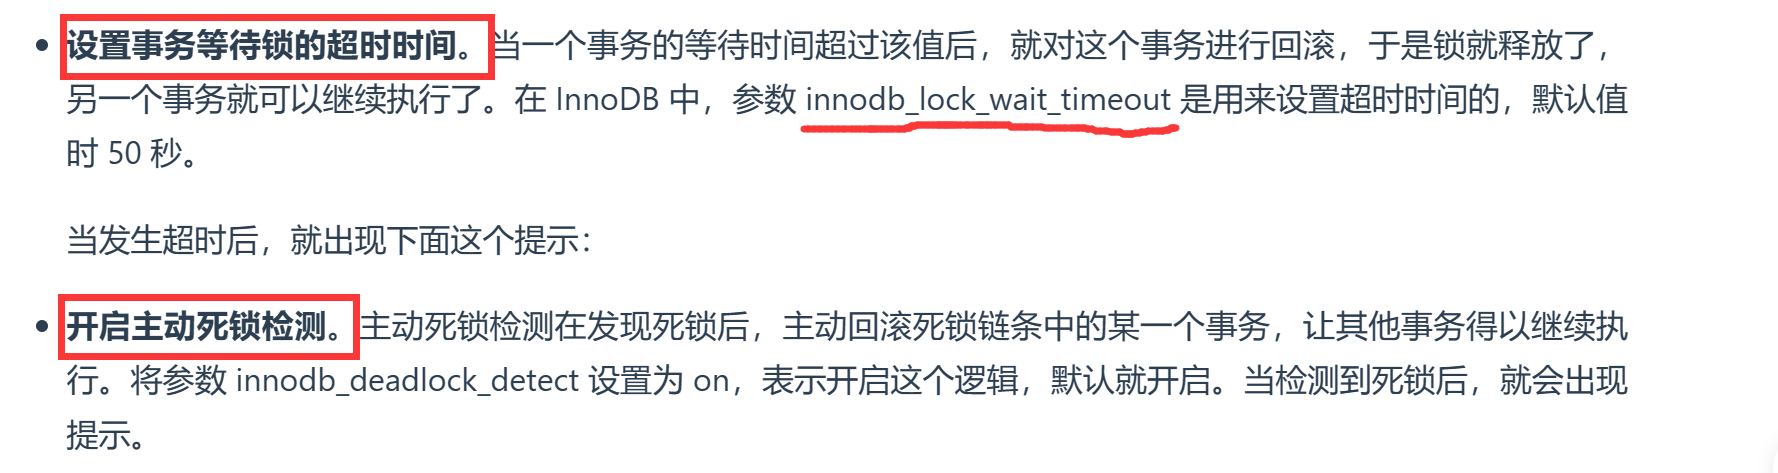 设置事务等待锁的超时时间。当一个事务的等待时间超过该值后，就对这个事务进行回滚，于是锁就释放了，
另一个事务就可以继续执行了。在 InnoDB 中，参数 innodb_lock_wait_timeout 是用来设置超时时间的，默认值
时 50 秒。
当发生超时后，就出现下面这个提示：
开启主动死锁检测。主动死锁检测在发现死锁后，主动回滚死锁链条中的某一个事务，让其他事务得以继续执
行。将参数 innodb_deadlock_detect 设置为 on，表示开启这个逻辑，默认就开启。当检测到死锁后，就会出现
提示。